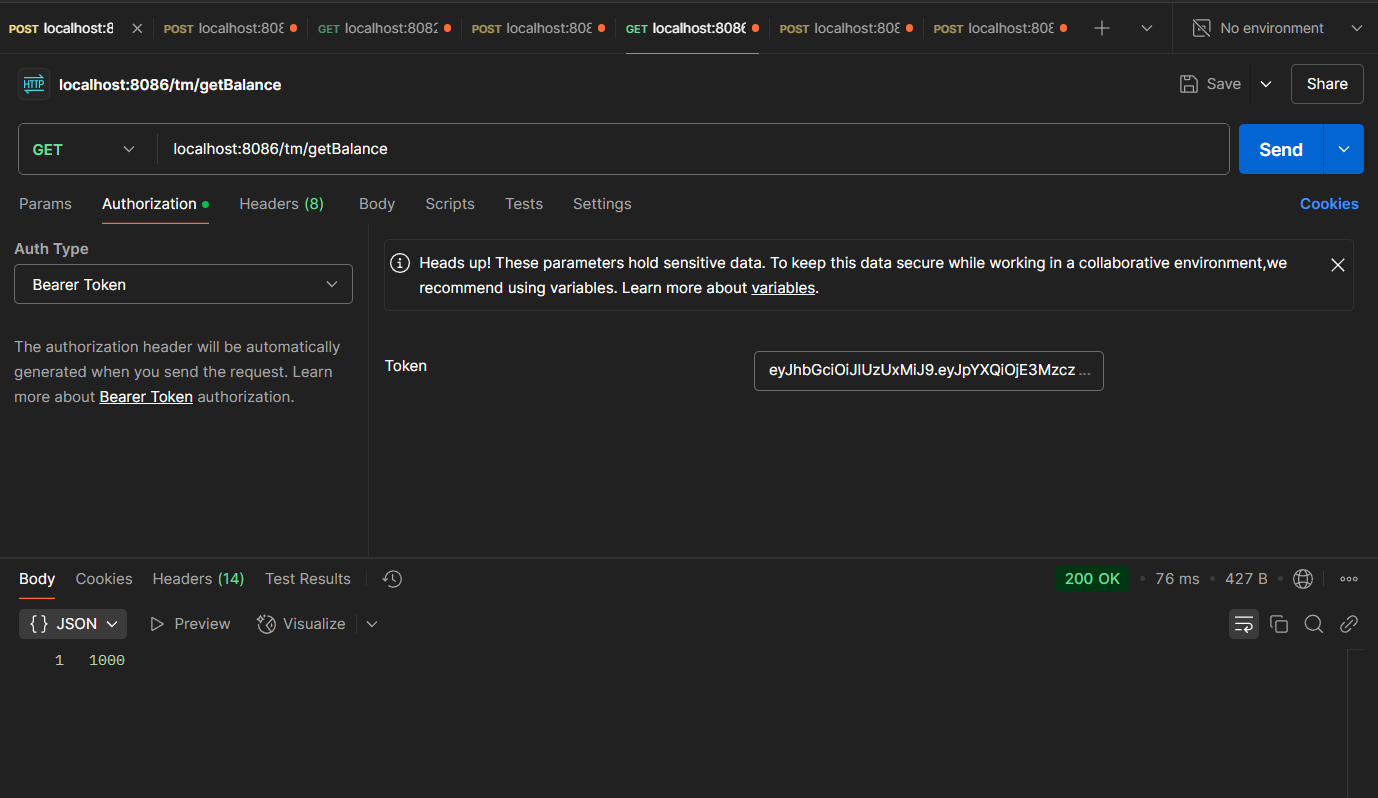 POST localhost:8 POST localhost:808 GET localhost:8082 POST localhost:808 GET localhost:8086 POST localhost:808 POST localhost:808 No environment
HTTP localhost:8086/tm/getBalance Save Share
GET localhost:8086/tm/getBalance Send
Params Authorization Headers (8) Body Scripts Tests Settings Cookies
Auth Type
Bearer Token
The authorization header will be automatically
generated when you send the request. Learn
more about Bearer Token authorization.
Heads up! These parameters hold sensitive data. To keep this data secure while working in a collaborative environment,we
recommend using variables. Learn more about variables.
Token eyJhbGciOiJIUzUxMiJ9.eyJpYXQiOjE3Mzcz ...
Body Cookies Headers (14) Test Results 200 OK • 76 ms • 427 B •
{} JSON Preview Visualize
1 1000